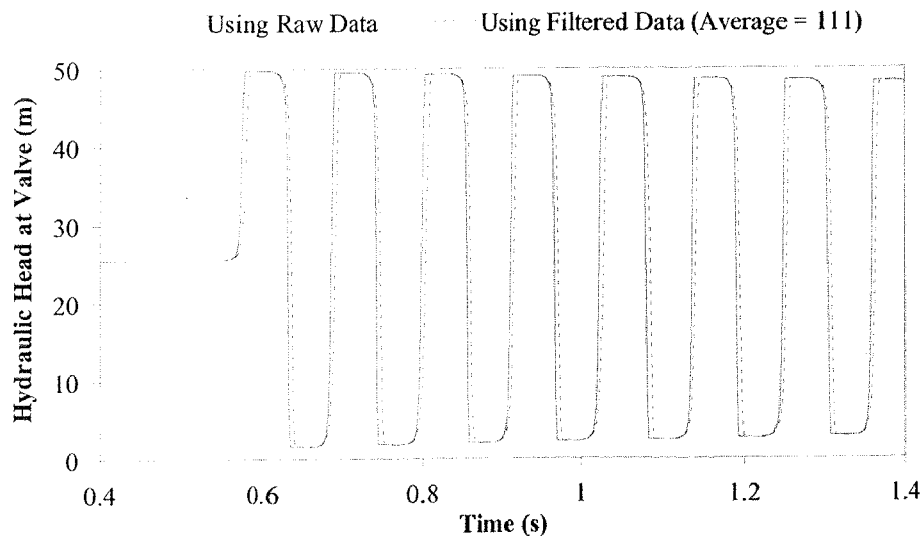 Using Raw Data Using Filtered Data (Average = 111)
50
40
30
20
10
0
Hydraulic Head at Valve (m)
0.4 0.6 0.8 1 1.2 1.4
Time (s)